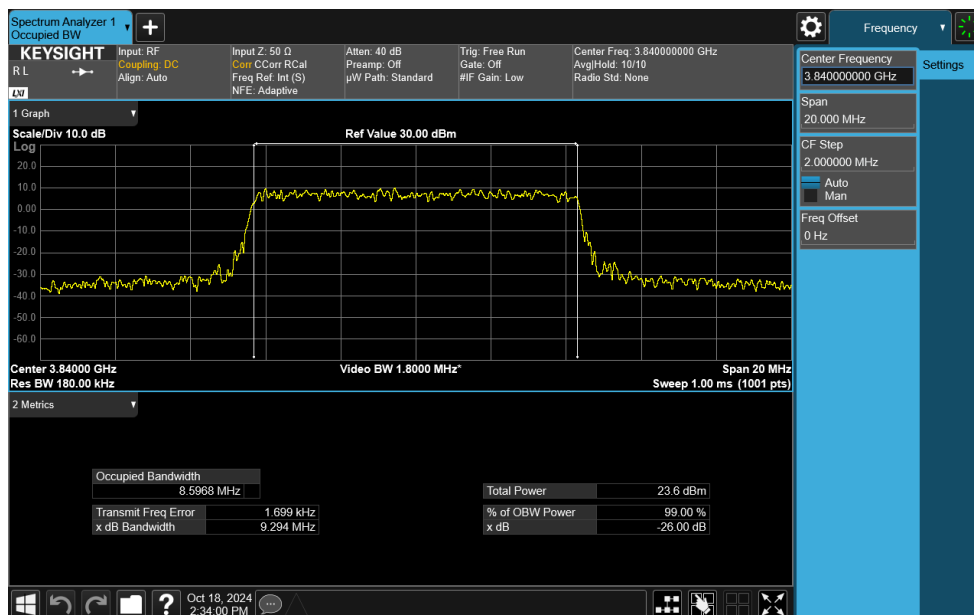 Spectrum Analyzer 1
Occupied BW
+
Frequency
KEYSIGHT
R L
LXI
Input: RF
Coupling: DC
Align: Auto
Input Z: 50 Ω
Corr CCorr RCal
Freq Ref: Int (S)
NFE: Adaptive
Atten: 40 dB
Preamp: Off
µW Path: Standard
Trig: Free Run
Gate: Off
#IF Gain: Low
Center Freq: 3.840000000 GHz
Avg|Hold: 10/10
Radio Std: None
Center Frequency
3.840000000 GHz
Settings
Span
20.000 MHz
CF Step
2.000000 MHz
Auto
Man
Freq Offset
0 Hz
1 Graph
Scale/Div 10.0 dB
Ref Value 30.00 dBm
Log
20.0
10.0
0.00
-10.0
-20.0
-30.0
-40.0
-50.0
-60.0
Center 3.84000 GHz
Video BW 1.8000 MHz*
Span 20 MHz
Res BW 180.00 kHz
Sweep 1.00 ms (1001 pts)
2 Metrics
Occupied Bandwidth
8.5968 MHz
Total Power 23.6 dBm
Transmit Freq Error 1.699 kHz
% of OBW Power 99.00 %
x dB Bandwidth 9.294 MHz
x dB -26.00 dB
?
Oct 18, 2024
2:34:00 PM